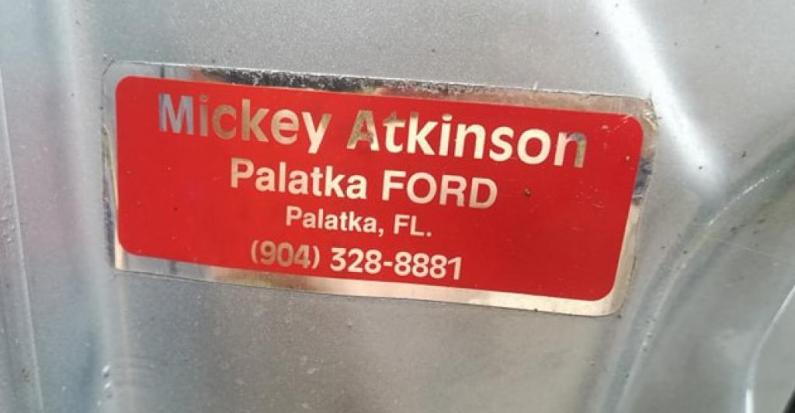 Mickey Atkinson
Palatka FORD
Palatka, FL.
(904) 328-8881